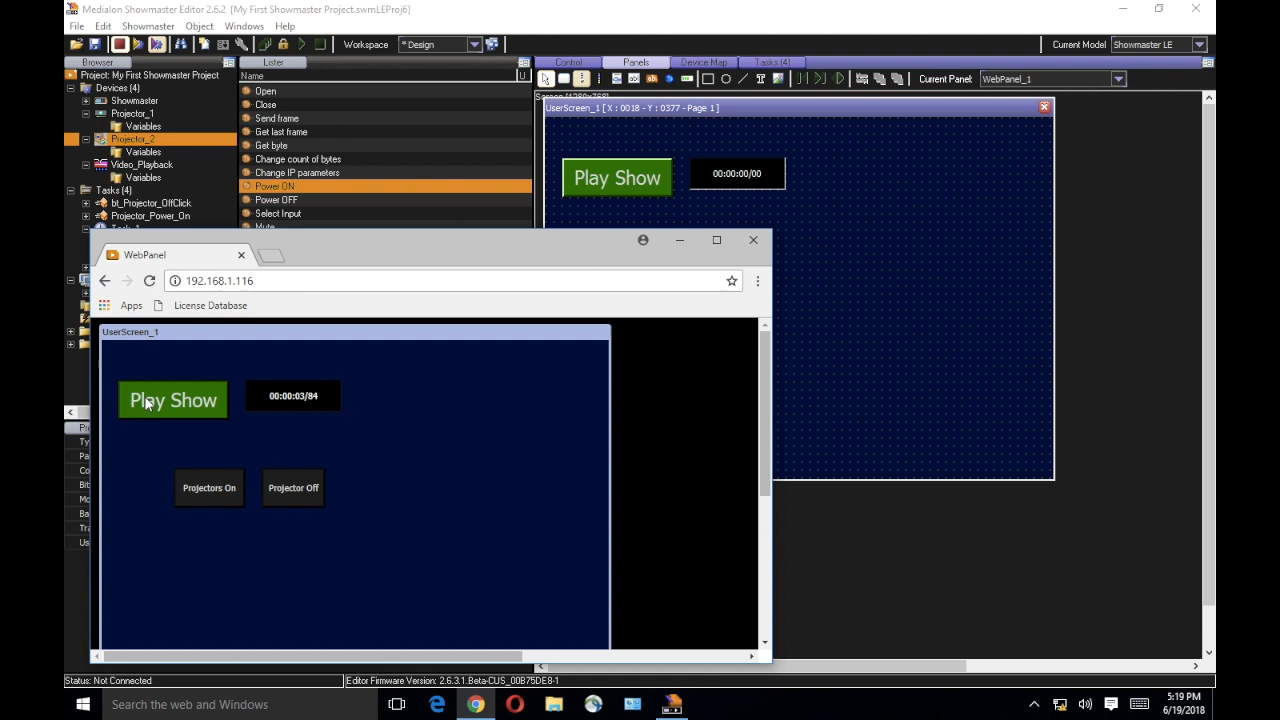 Medialon Showmaster Editor 2.6.2 [My First Showmaster Project.swmLEProj6]
File Edit Showmaster Object Windows Help
Workspace * Design Current Model Showmaster LE
Browser Lister Control Panels Device Map Tasks (4)
Project: My First Showmaster Project
Name U
Current Panel: WebPanel_1
Devices (4)
Showmaster
Projector_1
Variables
Projector_2
Variables
Video_Playback
Variables
Tasks (4)
bt_Projector_OffClick
Projector_Power_On
Open
Close
Send frame
Get last frame
Get byte
Change count of bytes
Change IP parameters
Power ON
Power OFF
Select Input
Mute
UserScreen_1 [ X : 0018 - Y : 0377 - Page 1 ]
Play Show 00:00:00/00
WebPanel
192.168.1.116
Apps License Database
UserScreen_1
Play Show 00:00:03/84
Projectors On Projector Off
Status: Not Connected
Editor Firmware Version: 2.6.3.1.Beta-CUS_00B75DE8-1
Search the web and Windows
5:19 PM
6/19/2018